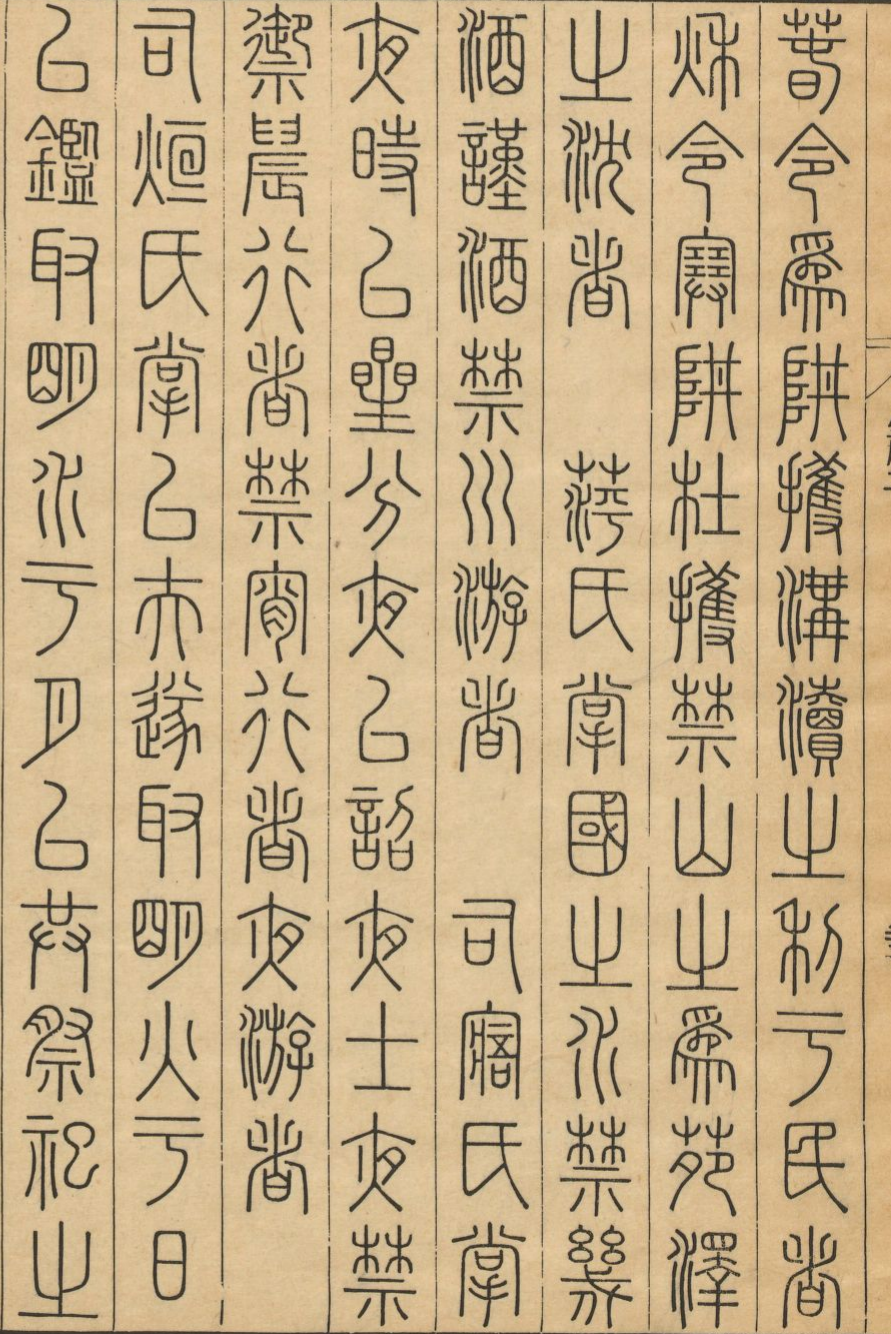 春令為阱擭溝瀆之利于民者
秋令塞阱杜擭禁山之為苑澤
之沈者　萍氏掌國之水禁幾
酒謹酒禁川游者　司寤氏掌
夜時以星分夜以詔夜士夜禁
御晨行者禁宵行者夜游者
司烜氏掌以夫遂取明火于日
以鑑取明水于月以共祭祀之